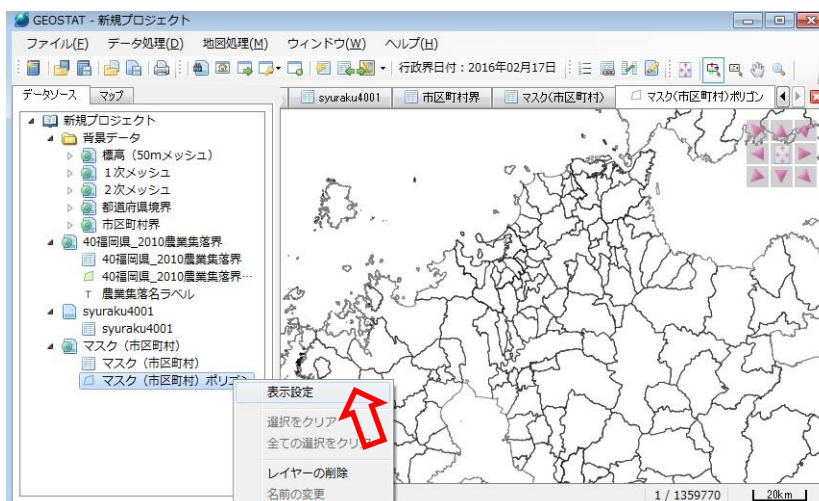 GEOSTAT - 新規プロジェクト
ファイル(F) データ処理(D) 地図処理(M) ウィンドウ(W) ヘルプ(H)
行政界日付：2016年02月17日
データソース マップ
syuraku4001 市区町村界 マスク(市区町村) マスク(市区町村)ポリゴン
新規プロジェクト
背景データ
標高（50mメッシュ）
１次メッシュ
２次メッシュ
都道府県境界
市区町村界
40福岡県_2010農業集落界
40福岡県_2010農業集落界
40福岡県_2010農業集落界…
T 農業集落名ラベル
syuraku4001
syuraku4001
マスク（市区町村）
マスク（市区町村）
マスク（市区町村）ポリゴン
表示設定
選択をクリア
全ての選択をクリア
レイヤーの削除
名前の変更
1 / 1359770 20km